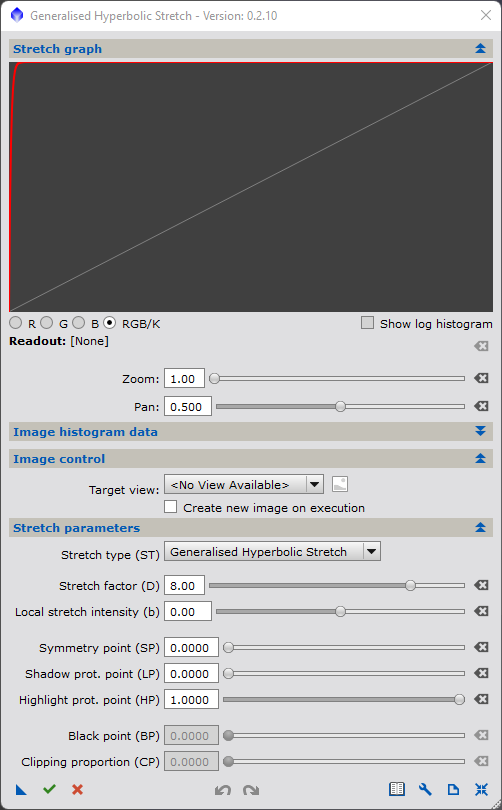 Generalised Hyperbolic Stretch - Version: 0.2.10
Stretch graph
R G B RGB/K Show log histogram
Readout: [None]
Zoom: 1.00
Pan: 0.500
Image histogram data
Image control
Target view: <No View Available>
Create new image on execution
Stretch parameters
Stretch type (ST) Generalised Hyperbolic Stretch
Stretch factor (D) 8.00
Local stretch intensity (b) 0.00
Symmetry point (SP) 0.0000
Shadow prot. point (LP) 0.0000
Highlight prot. point (HP) 1.0000
Black point (BP) 0.0000
Clipping proportion (CP) 0.0000